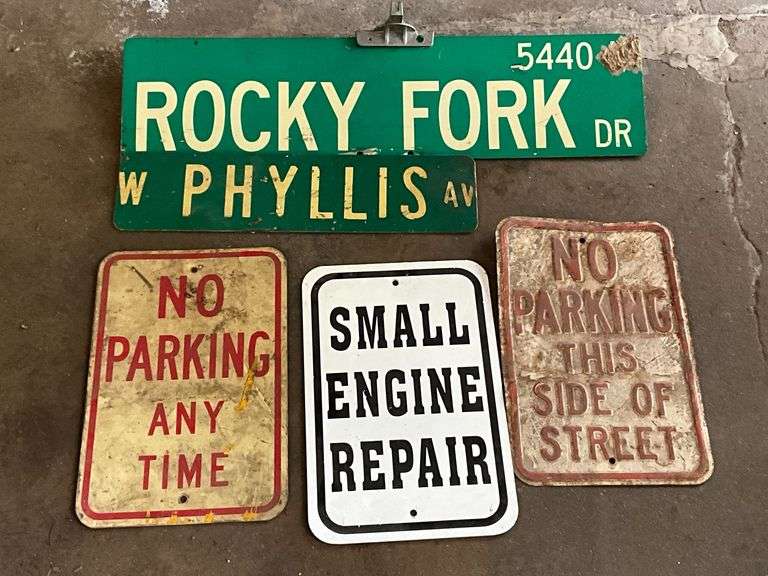 5440
ROCKY FORK DR
W PHYLLIS AV
NO
PARKING
ANY
TIME
SMALL
ENGINE
REPAIR
NO
PARKING
THIS
SIDE OF
STREET